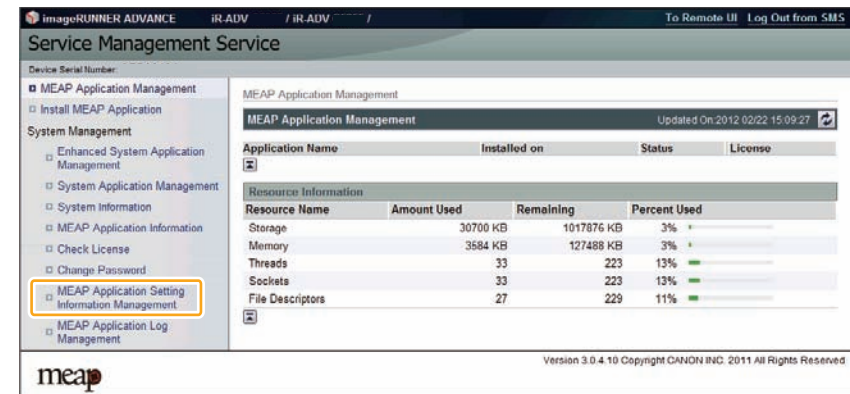 imageRUNNER ADVANCE iR-ADV / iR-ADV / To Remote UI Log Out from SMS
Service Management Service
Device Serial Number:
MEAP Application Management
Install MEAP Application
System Management
Enhanced System Application
Management
System Application Management
System Information
MEAP Application Information
Check License
Change Password
MEAP Application Setting
Information Management
MEAP Application Log
Management
MEAP Application Management
MEAP Application Management Updated On:2012 02/22 15:09:27
Application Name Installed on Status License
Resource Information
Resource Name Amount Used Remaining Percent Used
Storage 30700 KB 1017876 KB 3%
Memory 3584 KB 127488 KB 3%
Threads 33 223 13%
Sockets 33 223 13%
File Descriptors 27 229 11%
Version 3.0.4.10 Copyright CANON INC. 2011 All Rights Reserved
meap